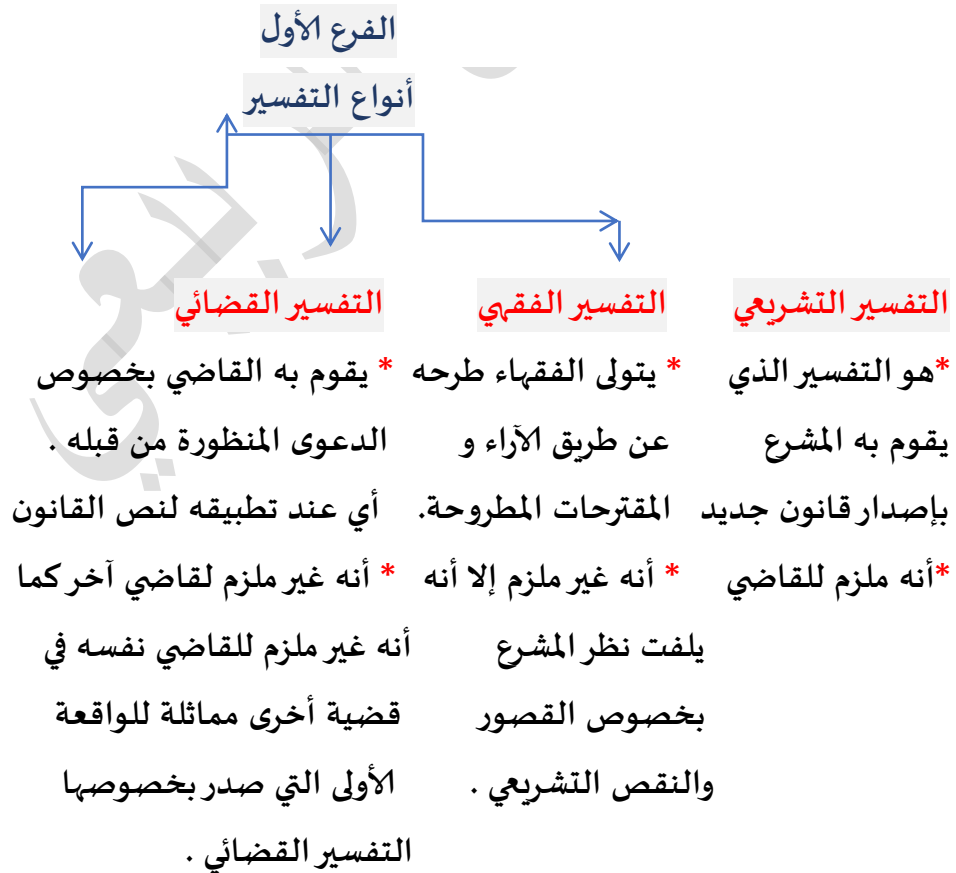 الفرع الأول
أنواع التفسير
التفسير التشريعي
*هو التفسير الذي
يقوم به المشرع
بإصدار قانون جديد
*أنه ملزم للقاضي
التفسير الفقهي
* يتولى الفقهاء طرحه
عن طريق الآراء و
المقترحات المطروحة.
* أنه غير ملزم إلا أنه
يلفت نظر المشرع
بخصوص القصور
والنقص التشريعي .
التفسير القضائي
* يقوم به القاضي بخصوص
الدعوى المنظورة من قبله .
أي عند تطبيقه لنص القانون
* أنه غير ملزم لقاضي آخر كما
أنه غير ملزم للقاضي نفسه في
قضية أخرى مماثلة للواقعة
الأولى التي صدر بخصوصها
التفسير القضائي .